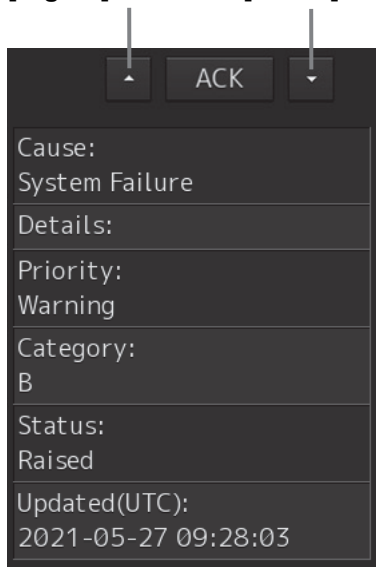 ACK
Cause:
System Failure
Details:
Priority:
Warning
Category:
B
Status:
Raised
Updated(UTC):
2021-05-27 09:28:03